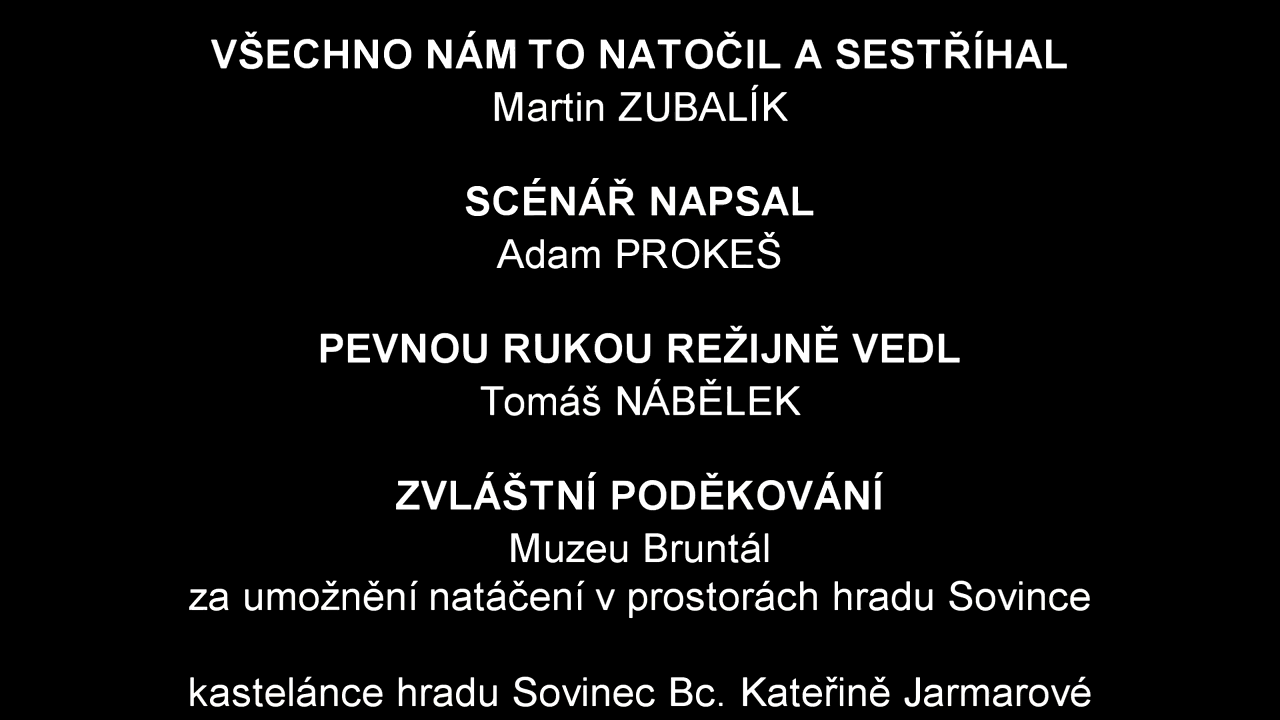 VŠECHNO NÁM TO NATOČIL A SESTŘÍHAL
Martin ZUBALÍK
SCÉNÁŘ NAPSAL
Adam PROKEŠ
PEVNOU RUKOU REŽIJNĚ VEDL
Tomáš NÁBĚLEK
ZVLÁŠTNÍ PODĚKOVÁNÍ
Muzeu Bruntál
za umožnění natáčení v prostorách hradu Sovince
kastelánce hradu Sovinec Bc. Kateřině Jarmarové